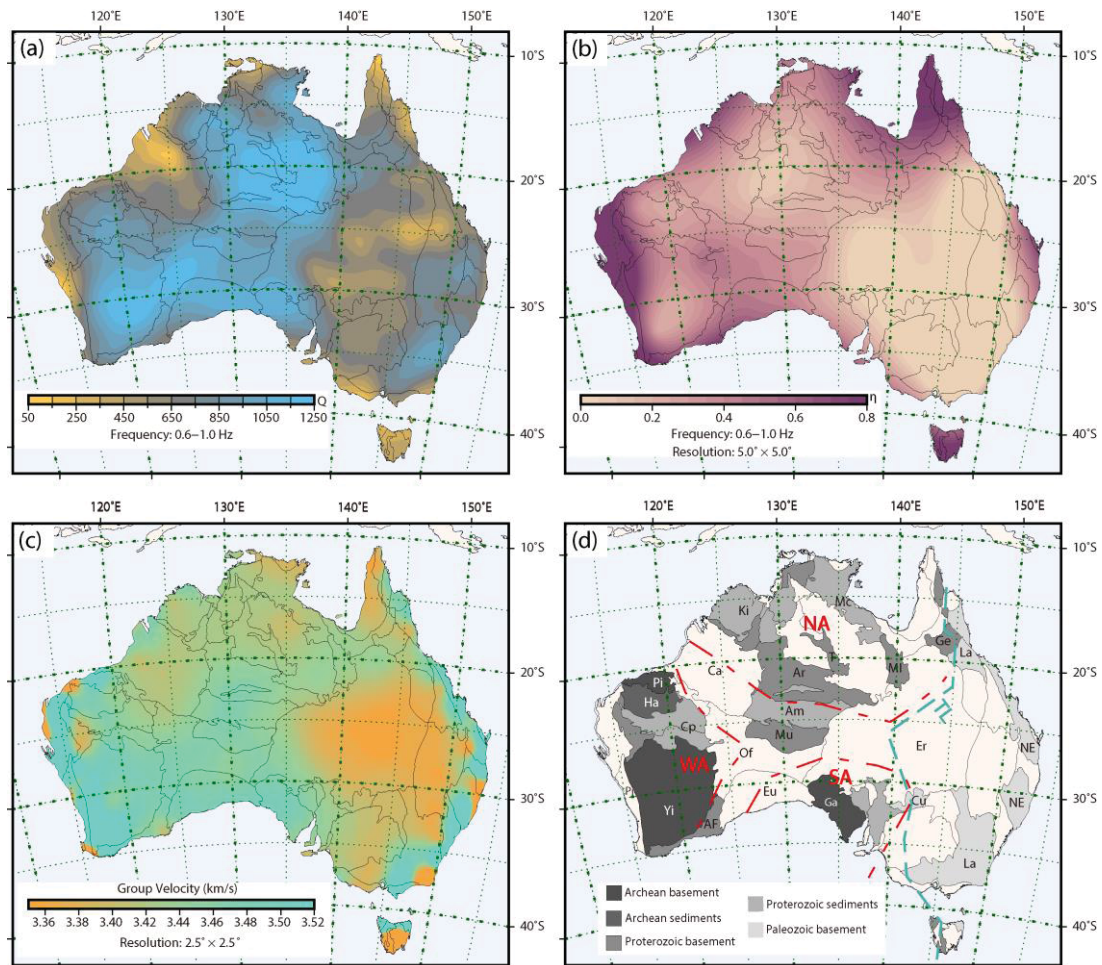 120°E 130°E 140°E 150°E
120°E 130°E 140°E 150°E
(a)
10°S
20°S
30°S
40°S
Q
50 250 450 650 850 1050 1250
Frequency: 0.6–1.0 Hz
(b)
10°S
20°S
30°S
40°S
η
0.0 0.2 0.4 0.6 0.8
Frequency: 0.6–1.0 Hz
Resolution: 5.0° × 5.0°
120°E 130°E 140°E 150°E
120°E 130°E 140°E 150°E
(c)
10°S
20°S
30°S
40°S
Group Velocity (km/s)
3.36 3.38 3.40 3.42 3.44 3.46 3.48 3.50 3.52
Resolution: 2.5° × 2.5°
(d)
10°S
20°S
30°S
40°S
Ki
Mc
NA
Ge
La
Ca
T
MI
Pi
Ar
Ha
Am
Cp
Mu
Er
NE
WA
Of
SA
P
Eu
Ga
Cu
NE
Yi
AF
La
Archean basement
Archean sediments
Proterozoic basement
Proterozoic sediments
Paleozoic basement